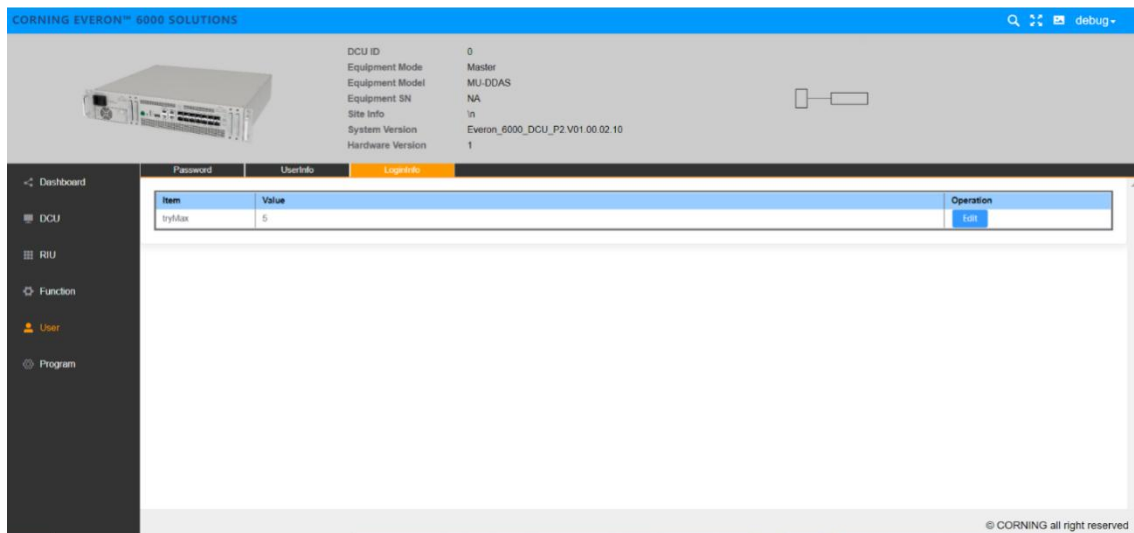 CORNING EVERON™ 6000 SOLUTIONS
debug
DCU ID 0
Equipment Mode Master
Equipment Model MU-DDAS
Equipment SN NA
Site Info \n
System Version Everon_6000_DCU_P2.V01.00.02.10
Hardware Version 1
Password UserInfo LoginInfo
Dashboard
DCU
RIU
Function
User
Program
Item Value Operation
tryMax 5 Edit
© CORNING all right reserved